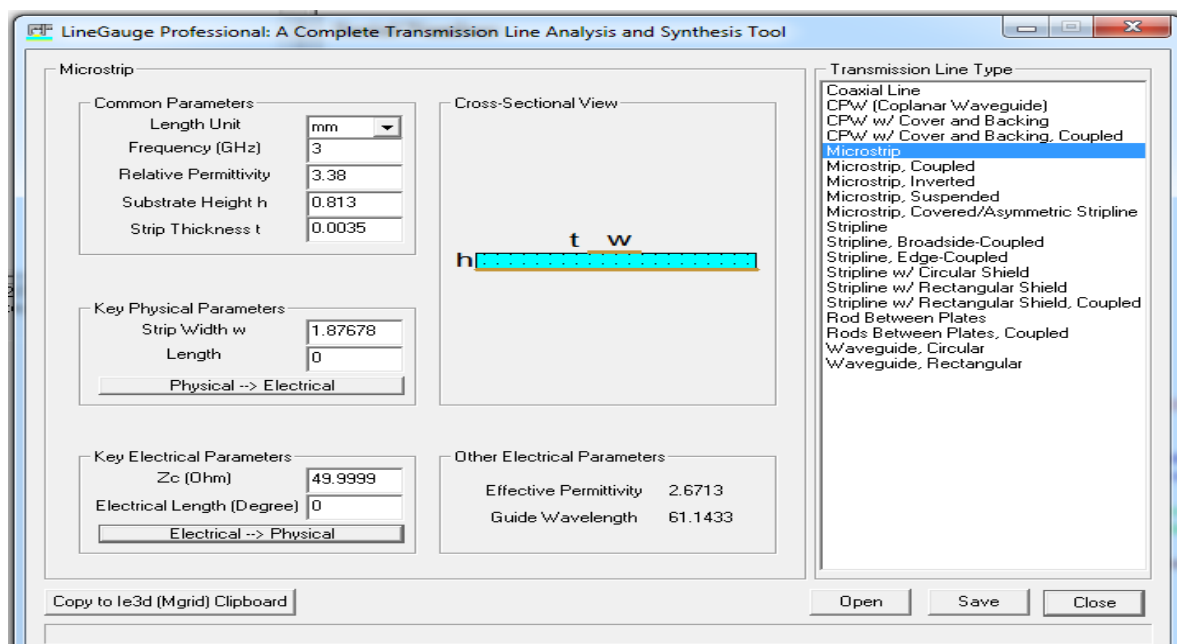 LineGauge Professional: A Complete Transmission Line Analysis and Synthesis Tool
Microstrip
Common Parameters
Length Unit mm
Frequency (GHz) 3
Relative Permittivity 3.38
Substrate Height h 0.813
Strip Thickness t 0.0035
Key Physical Parameters
Strip Width w 1.87678
Length 0
Physical --> Electrical
Key Electrical Parameters
Zc (Ohm) 49.9999
Electrical Length (Degree) 0
Electrical --> Physical
Cross-Sectional View
t w
h
Other Electrical Parameters
Effective Permittivity 2.6713
Guide Wavelength 61.1433
Transmission Line Type
Coaxial Line
CPW (Coplanar Waveguide)
CPW w/ Cover and Backing
CPW w/ Cover and Backing, Coupled
Microstrip
Microstrip, Coupled
Microstrip, Inverted
Microstrip, Suspended
Microstrip, Covered/Asymmetric Stripline
Stripline
Stripline, Broadside-Coupled
Stripline, Edge-Coupled
Stripline w/ Circular Shield
Stripline w/ Rectangular Shield
Stripline w/ Rectangular Shield, Coupled
Rod Between Plates
Rods Between Plates, Coupled
Waveguide, Circular
Waveguide, Rectangular
Copy to Ie3d (Mgrid) Clipboard
Open
Save
Close